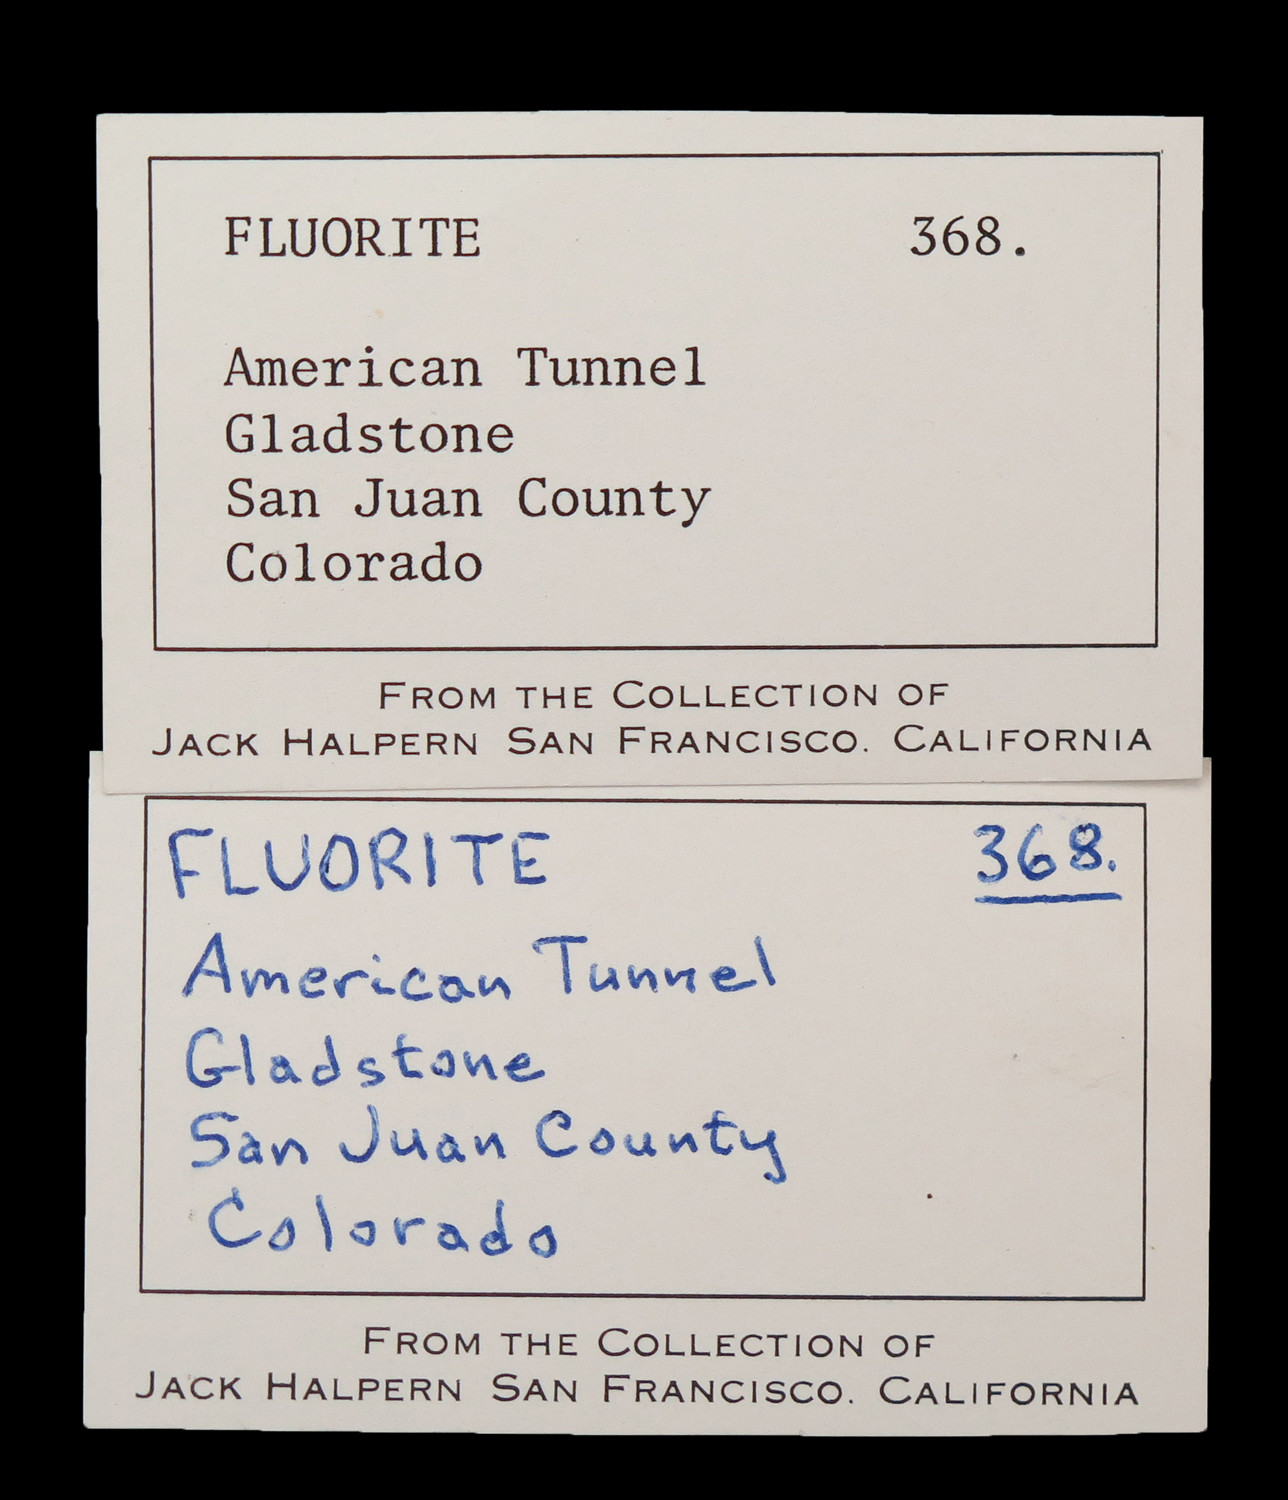 FLUORITE 368.
American Tunnel
Gladstone
San Juan County
Colorado
FROM THE COLLECTION OF
JACK HALPERN SAN FRANCISCO. CALIFORNIA
FLUORITE 368.
American Tunnel
Gladstone
San Juan County
Colorado
FROM THE COLLECTION OF
JACK HALPERN SAN FRANCISCO. CALIFORNIA